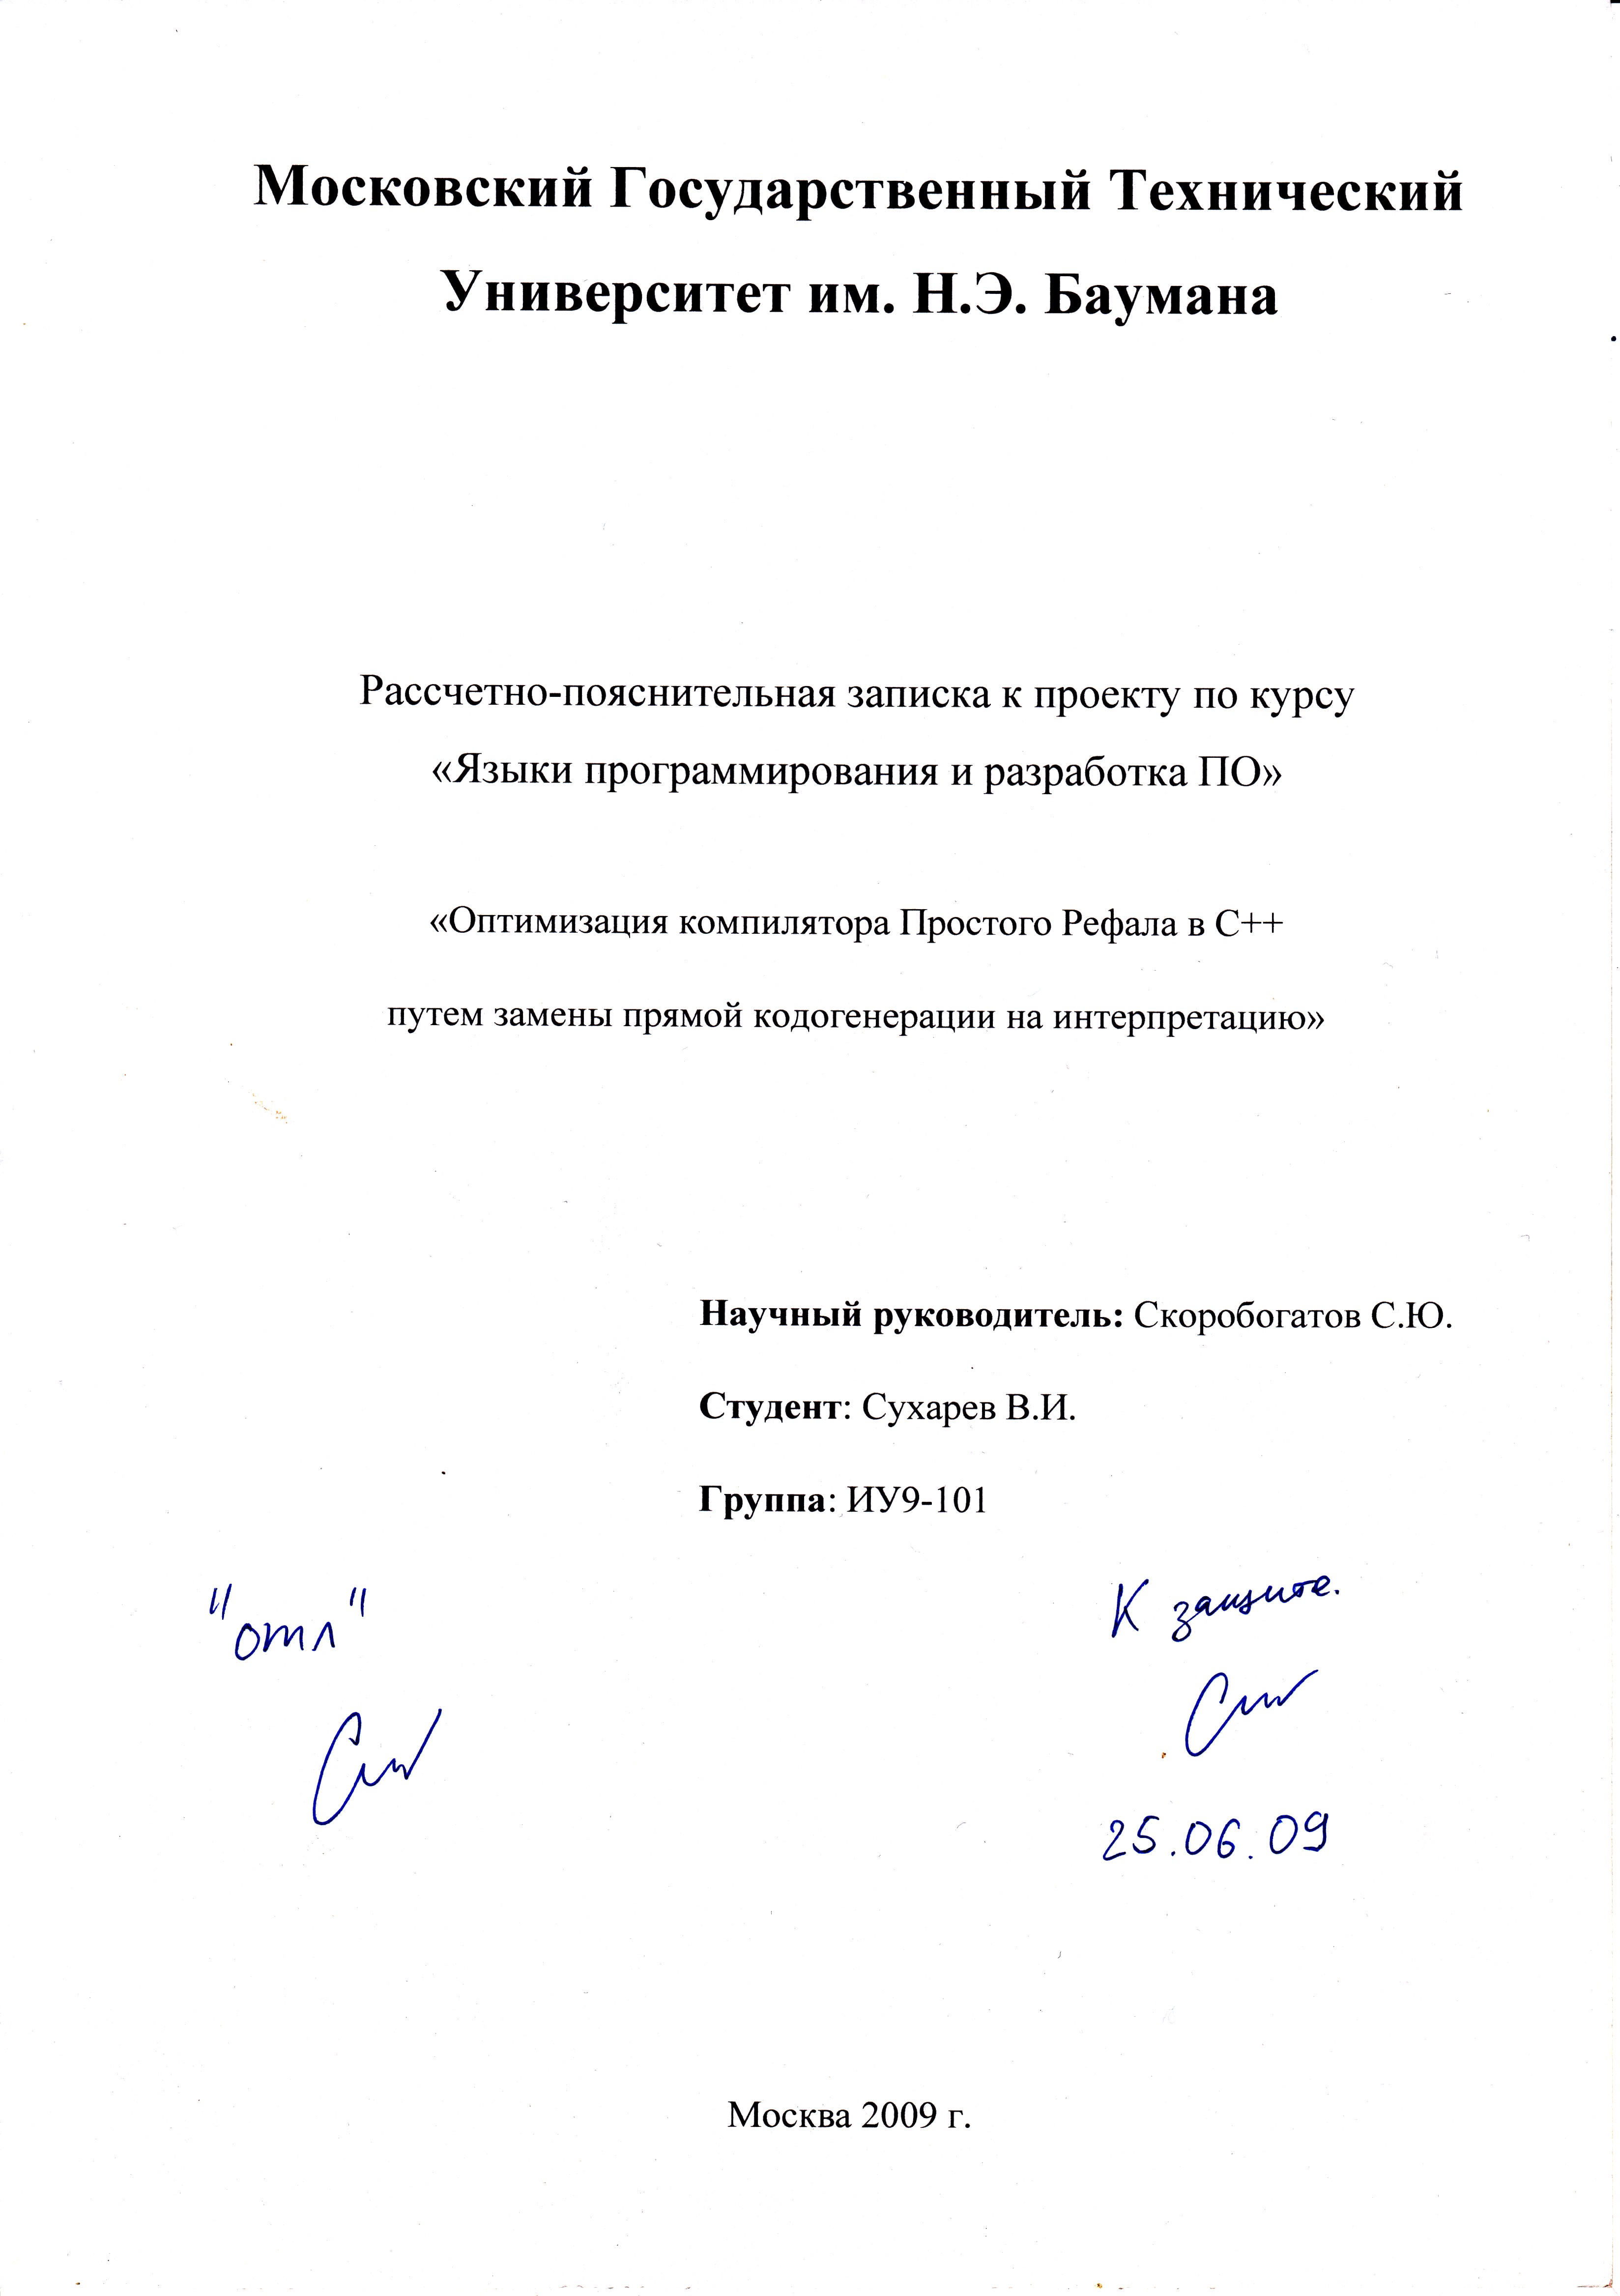 Московский Государственный Технический
Университет им. Н.Э. Баумана
Рассчетно-пояснительная записка к проекту по курсу
«Языки программирования и разработка ПО»
«Оптимизация компилятора Простого Рефала в С++
путем замены прямой кодогенерации на интерпретацию»
Научный руководитель: Скоробогатов С.Ю.
Студент: Сухарев В.И.
Группа: ИУ9-101
"отл"
К защите.
25.06.09
Москва 2009 г.